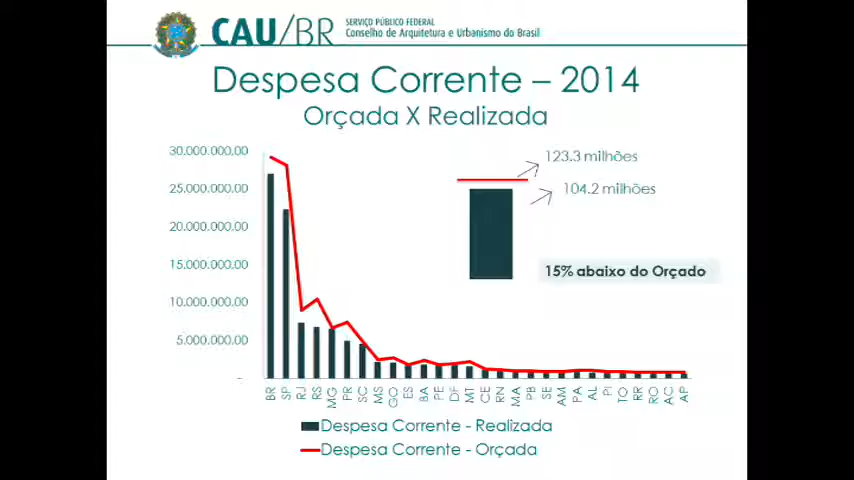 CAU/BR
SERVIÇO PÚBLICO FEDERAL
Conselho de Arquitetura e Urbanismo do Brasil
Despesa Corrente – 2014
Orçada X Realizada
30.000.000,00
25.000.000,00
20.000.000,00
15.000.000,00
10.000.000,00
5.000.000,00
-
123.3 milhões
104.2 milhões
15% abaixo do Orçado
BR SP RJ RS MG PR SC MS GO ES BA PE DF MT CE RN MA PB SE AM PA AL PI TO RR RO AC AP
Despesa Corrente - Realizada
Despesa Corrente - Orçada